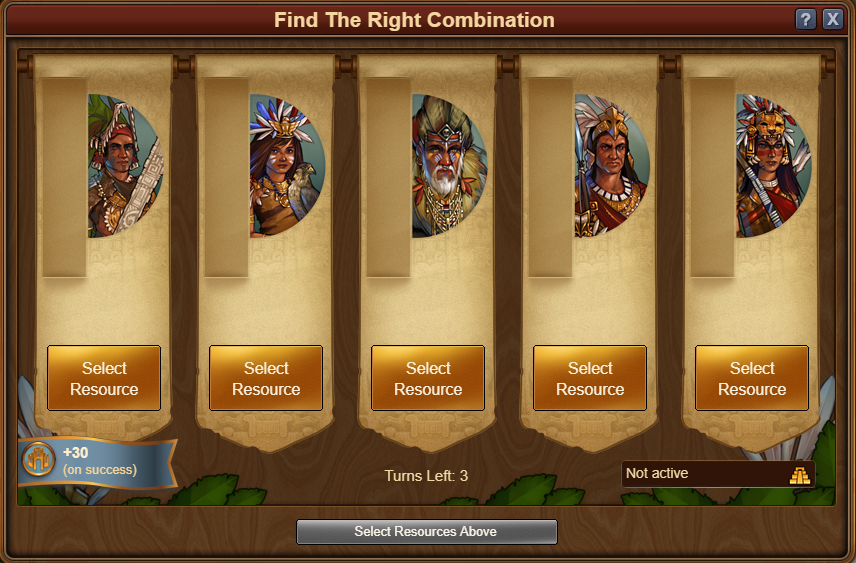 Find The Right Combination
? X
Select
Resource
Select
Resource
Select
Resource
Select
Resource
Select
Resource
+30
(on success)
Turns Left: 3
Not active
Select Resources Above